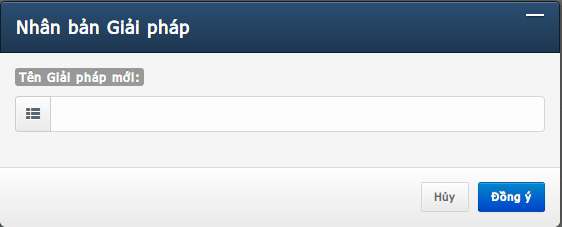 Nhân bản Giải pháp
Tên Giải pháp mới:
Hủy
Đồng ý